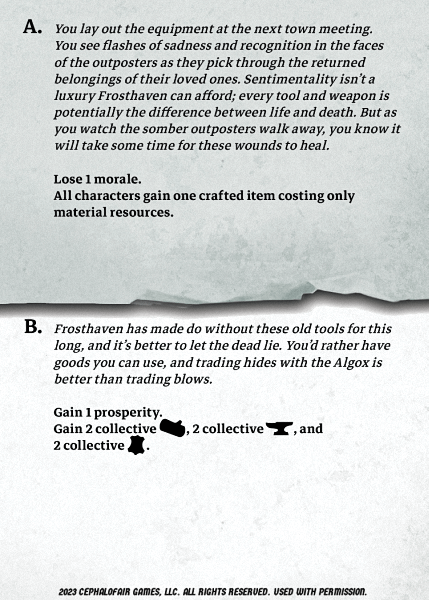 A. You lay out the equipment at the next town meeting.
You see flashes of sadness and recognition in the faces
of the outposters as they pick through the returned
belongings of their loved ones. Sentimentality isn't a
luxury Frosthaven can afford; every tool and weapon is
potentially the difference between life and death. But as
you watch the somber outposters walk away, you know it
will take some time for these wounds to heal.
Lose 1 morale.
All characters gain one crafted item costing only
material resources.
B. Frosthaven has made do without these old tools for this
long, and it's better to let the dead lie. You'd rather have
goods you can use, and trading hides with the Algox is
better than trading blows.
Gain 1 prosperity.
Gain 2 collective , 2 collective , and
2 collective .
2023 CEPHALOFAIR GAMES, LLC. ALL RIGHTS RESERVED. USED WITH PERMISSION.